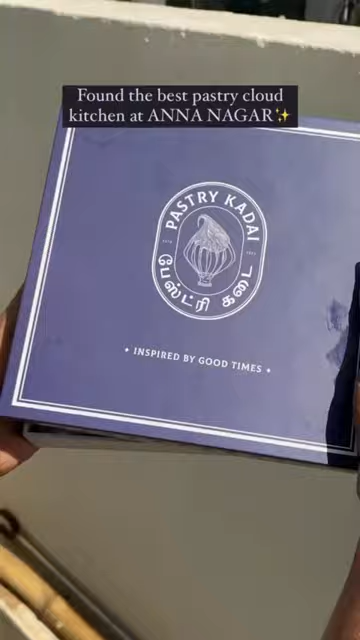 Found the best pastry cloud
kitchen at ANNA NAGAR✨
PASTRY KADAI
பேஸ்ட்ரி கடை
• INSPIRED BY GOOD TIMES •